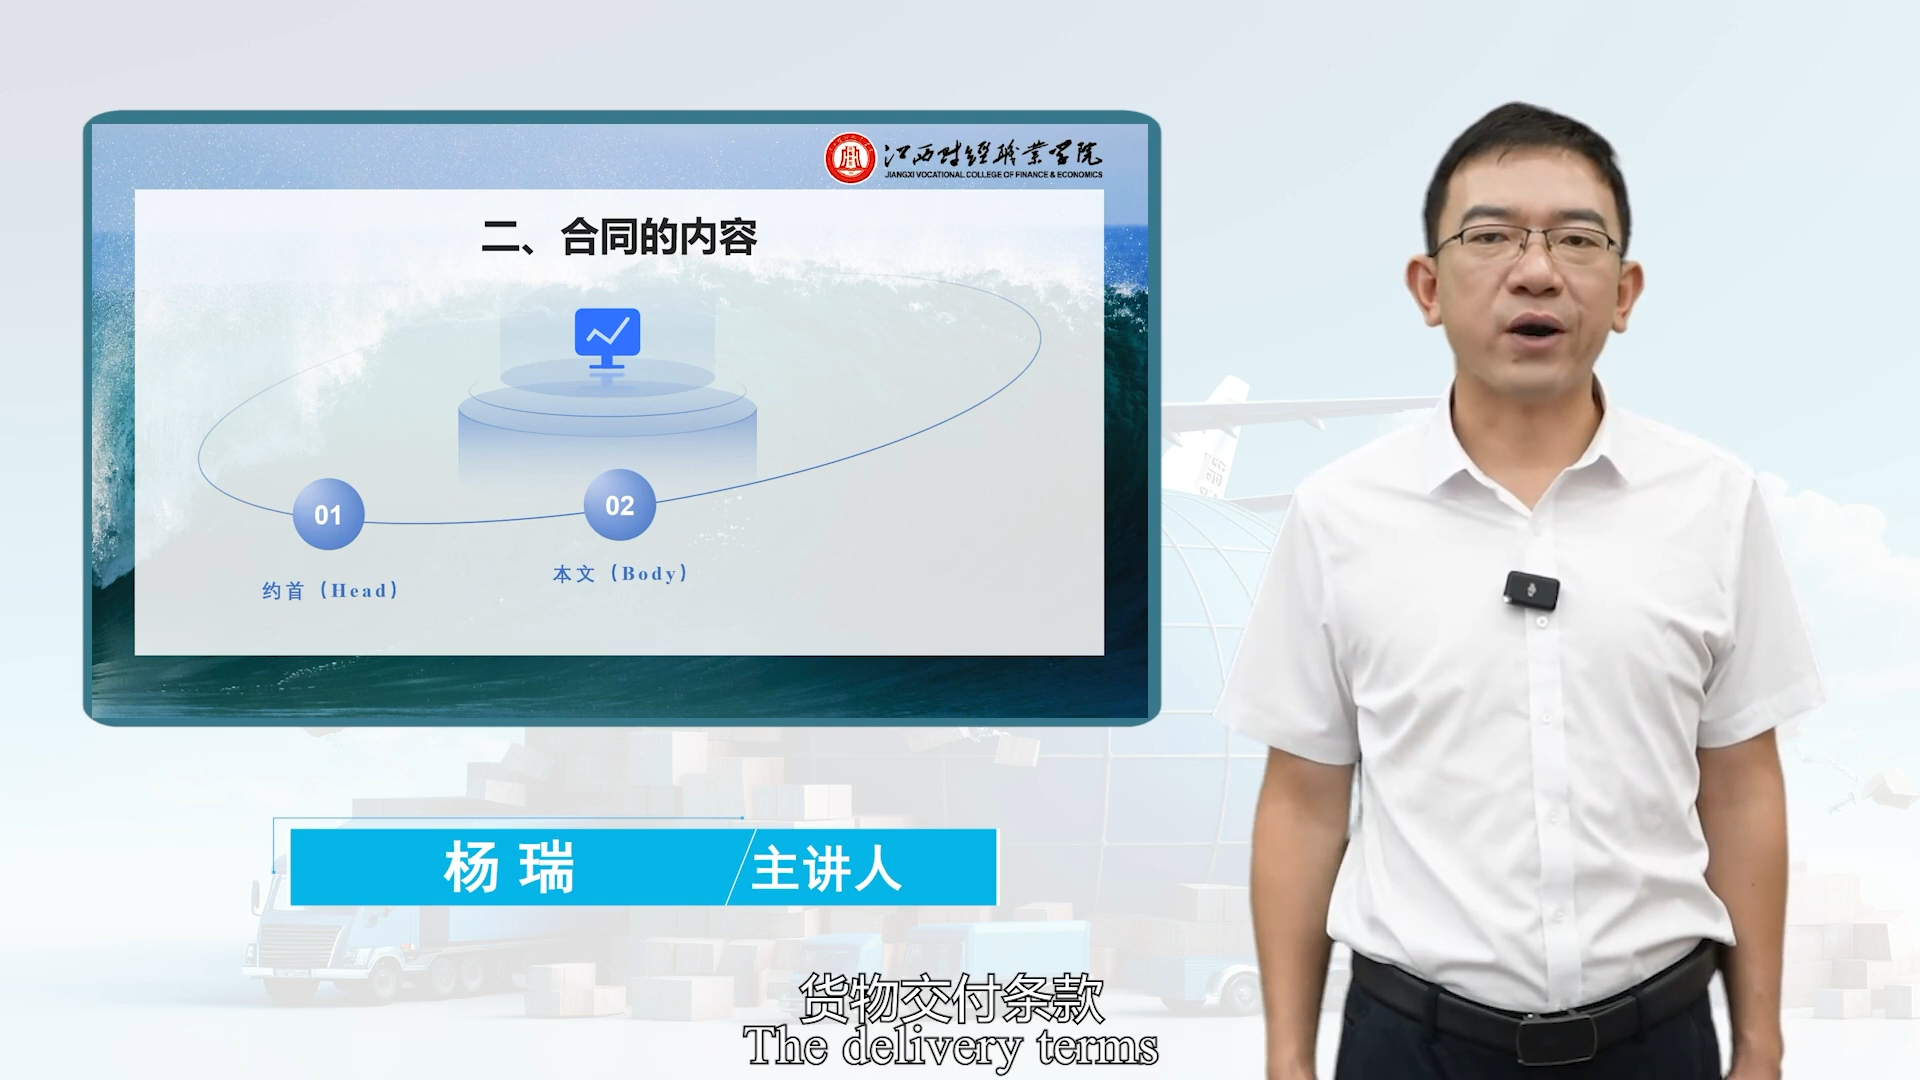 江西财经职业学院
JIANGXI VOCATIONAL COLLEGE OF FINANCE & ECONOMICS
二、合同的内容
01
02
约首（Head）
本文（Body）
杨瑞 主讲人
货物交付条款
The delivery terms